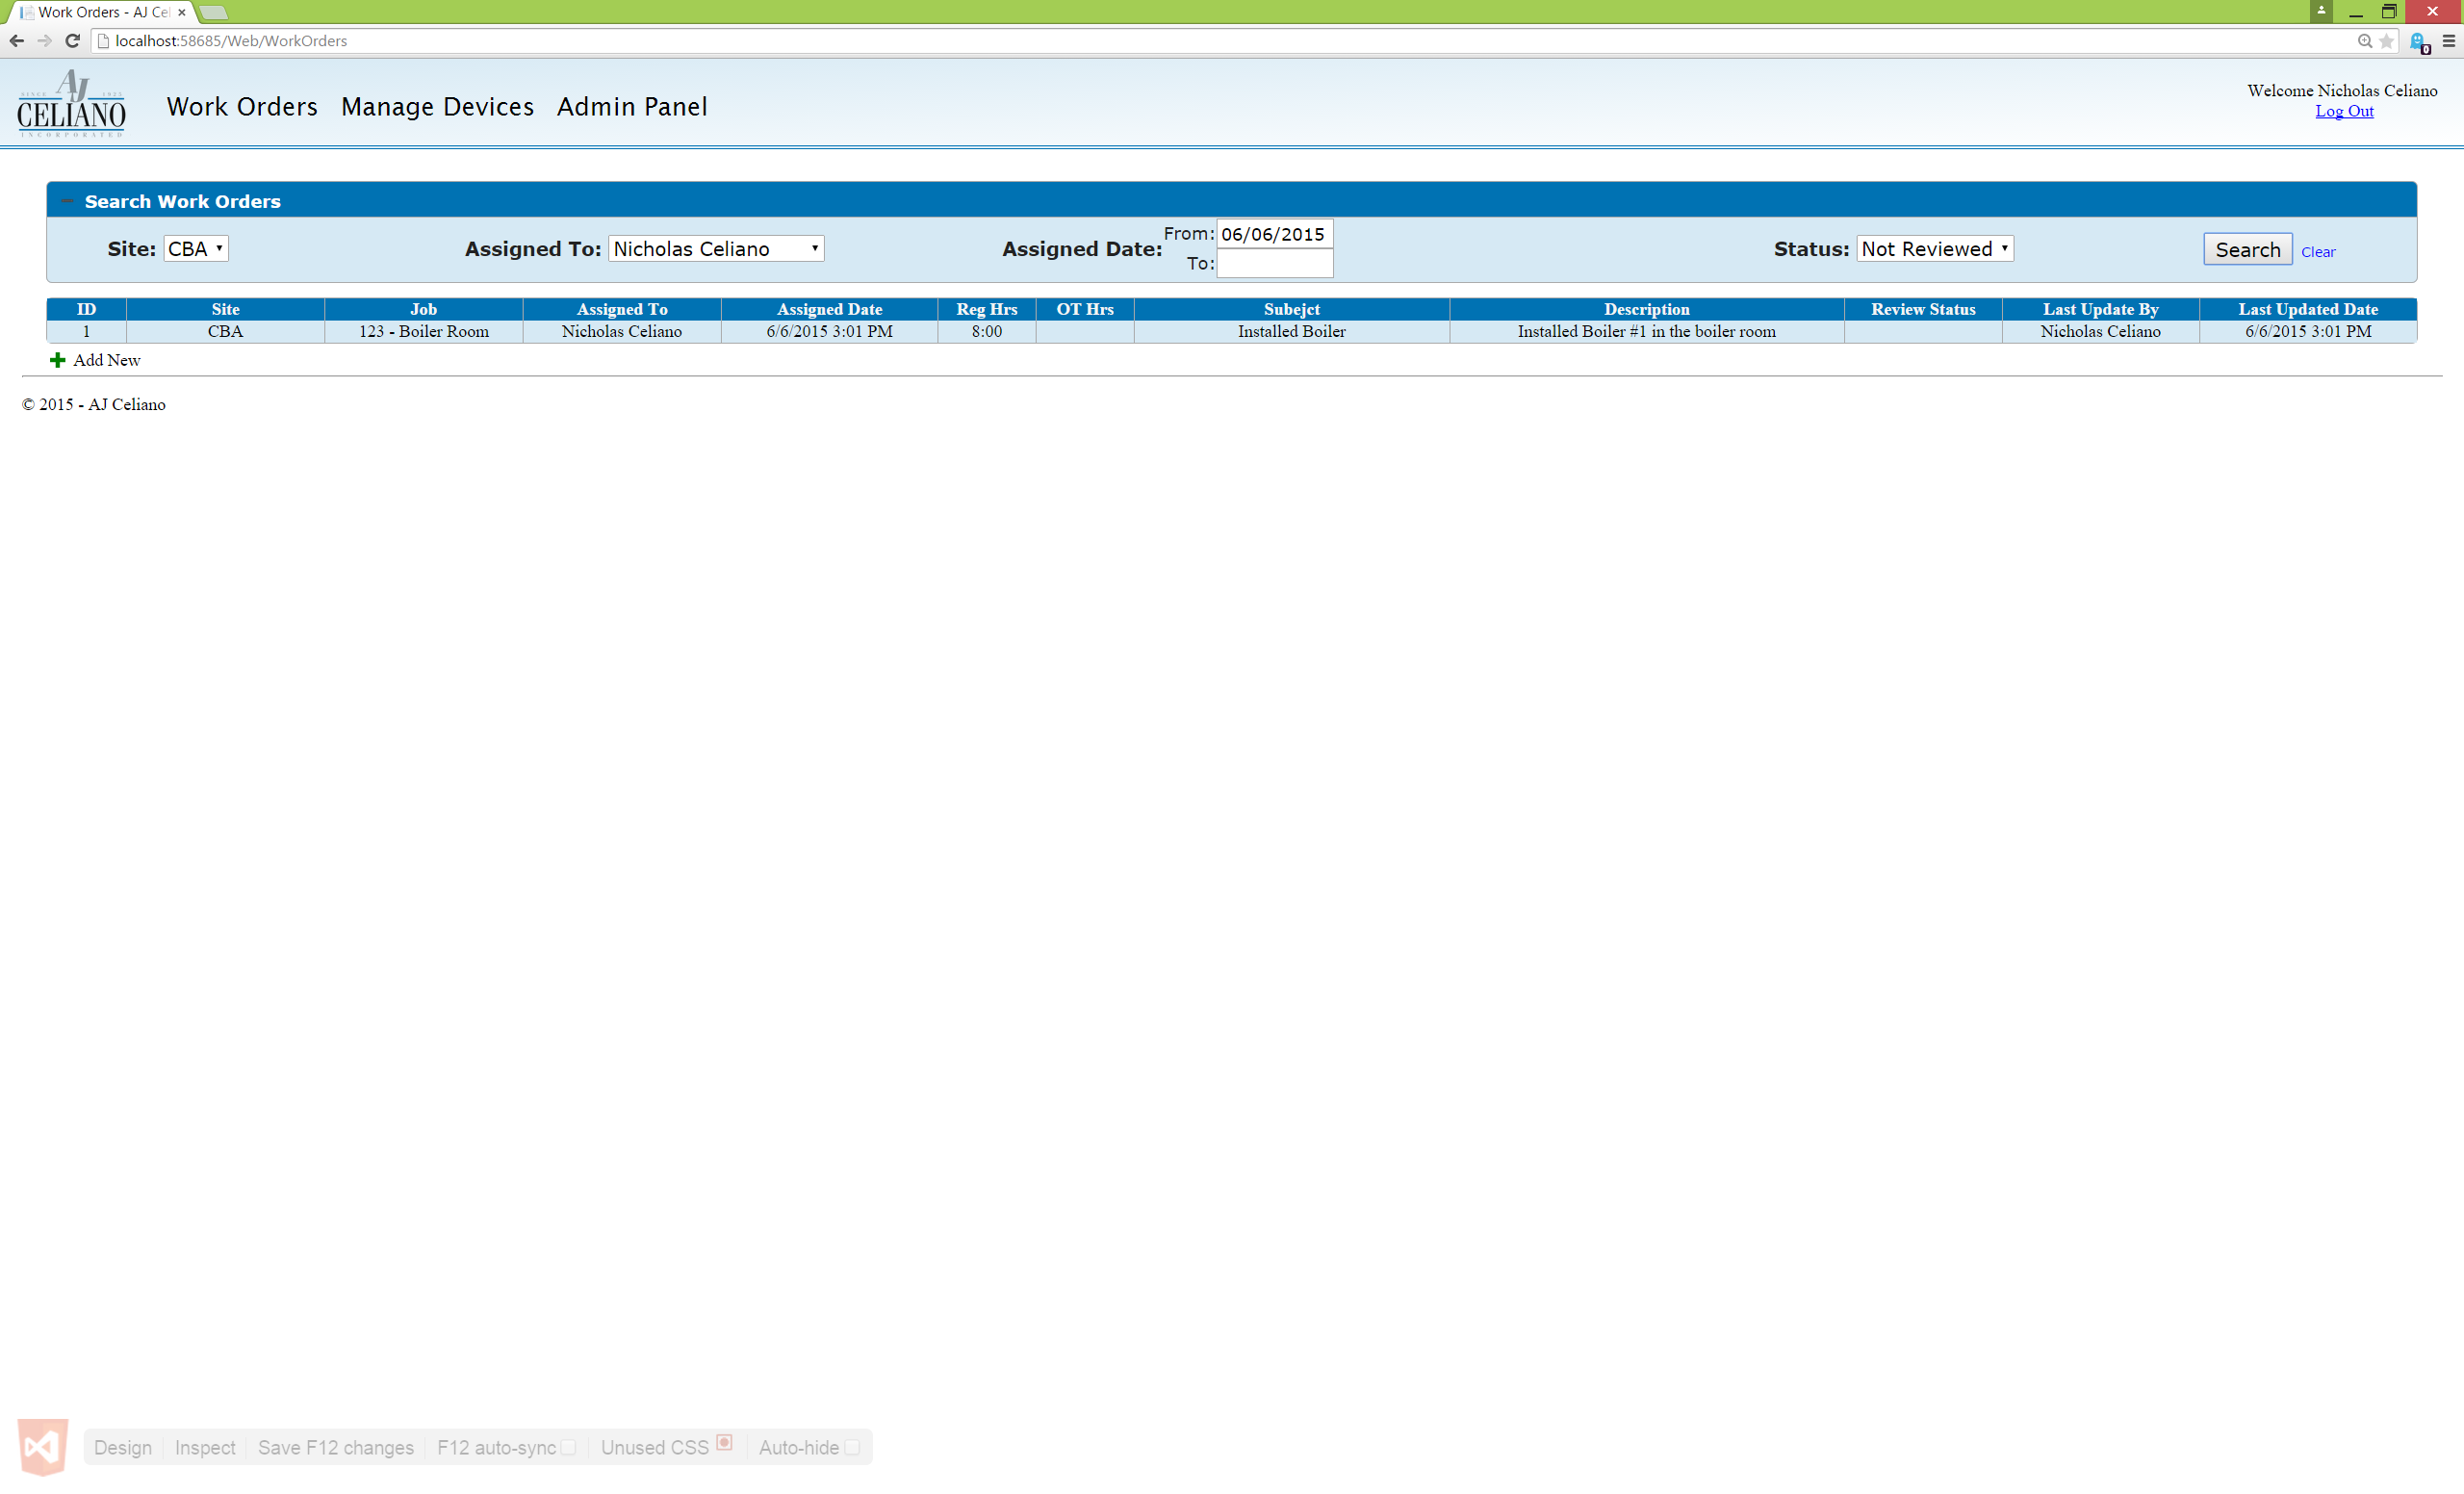 Work Orders - AJ Cel
localhost:58685/Web/WorkOrders
0
AJ
SINCE 1925
CELIANO
INCORPORATED
Work Orders Manage Devices Admin Panel
Welcome Nicholas Celiano
Log Out
Search Work Orders
Site: CBA Assigned To: Nicholas Celiano Assigned Date: From: 06/06/2015 To: Status: Not Reviewed Search Clear
ID Site Job Assigned To Assigned Date Reg Hrs OT Hrs Subejct Description Review Status Last Update By Last Updated Date
1 CBA 123 - Boiler Room Nicholas Celiano 6/6/2015 3:01 PM 8:00 Installed Boiler Installed Boiler #1 in the boiler room Nicholas Celiano 6/6/2015 3:01 PM
Add New
© 2015 - AJ Celiano
Design Inspect Save F12 changes F12 auto-sync Unused CSS Auto-hide